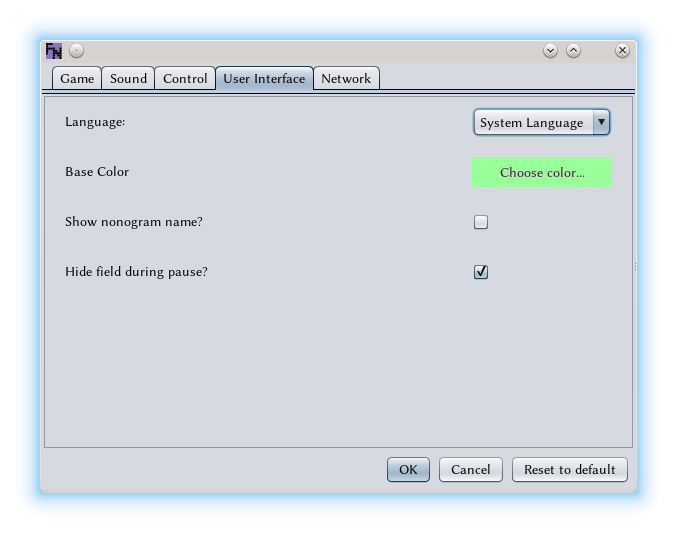 FN
Game Sound Control User Interface Network
Language: System Language
Base Color Choose color...
Show nonogram name?
Hide field during pause?
OK Cancel Reset to default